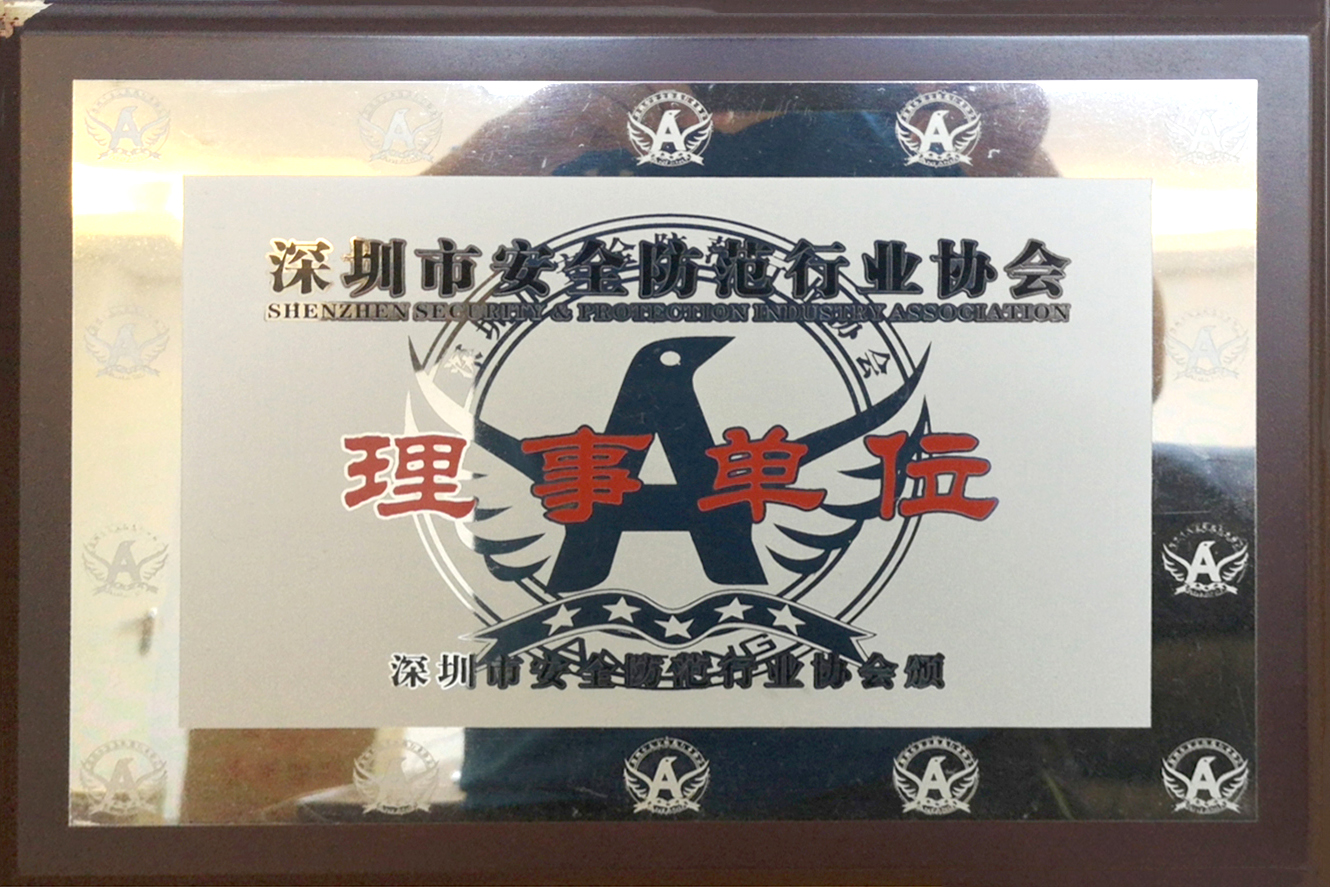 深圳市安全防范行业协会
SHENZHEN SECURITY & PROTECTION INDUSTRY ASSOCIATION
理事单位
深圳市安全防范行业协会颁